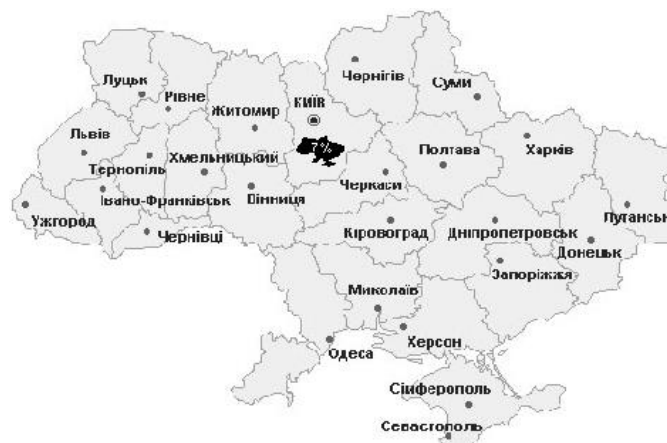 Чернігів
Луцьк
Рівне
КИЇВ
Суми
Житомир
Львів
7%
Харків
Тернопіль
Хмельницький
Полтава
Черкаси
Івано-Франківськ
Вінниця
Ужгород
Луганськ
Чернівці
Кіровоград
Дніпропетровськ
Донецьк
Запоріжжя
Миколаїв
Херсон
Одеса
Сімферополь
Севастополь